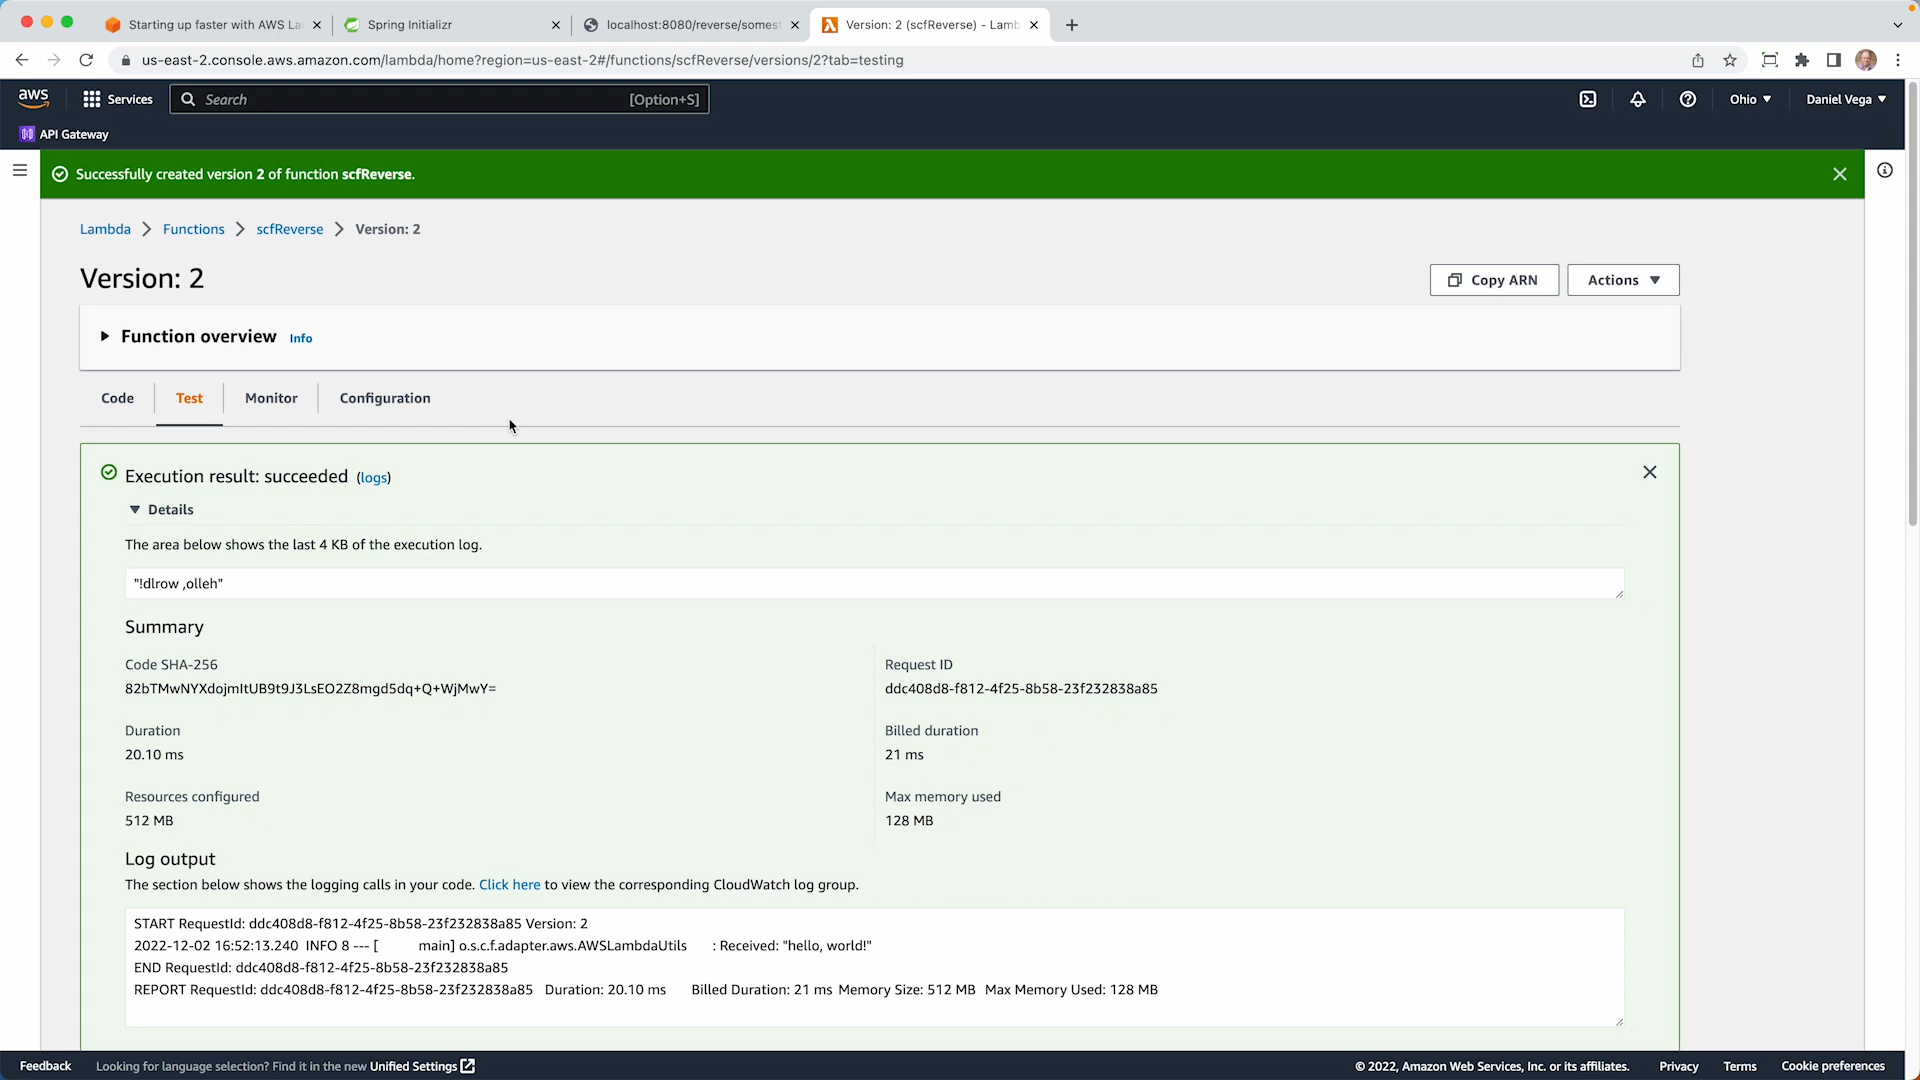 Starting up faster with AWS La
Spring Initializr
localhost:8080/reverse/somest
Version: 2 (scfReverse) - Lamb
us-east-2.console.aws.amazon.com/lambda/home?region=us-east-2#/functions/scfReverse/versions/2?tab=testing
aws
Services
Search
[Option+S]
Ohio
Daniel Vega
API Gateway
Successfully created version 2 of function scfReverse.
Lambda
Functions
scfReverse
Version: 2
Version: 2
Copy ARN
Actions
Function overview Info
Code
Test
Monitor
Configuration
Execution result: succeeded (logs)
Details
The area below shows the last 4 KB of the execution log.
"!dlrow ,olleh"
Summary
Code SHA-256
82bTMwNYXdojmItUB9t9J3LsEO2Z8mgd5dq+Q+WjMwY=
Request ID
ddc408d8-f812-4f25-8b58-23f232838a85
Duration
20.10 ms
Billed duration
21 ms
Resources configured
512 MB
Max memory used
128 MB
Log output
The section below shows the logging calls in your code. Click here to view the corresponding CloudWatch log group.
START RequestId: ddc408d8-f812-4f25-8b58-23f232838a85 Version: 2
2022-12-02 16:52:13.240 INFO 8 --- [ main] o.s.c.f.adapter.aws.AWSLambdaUtils : Received: "hello, world!"
END RequestId: ddc408d8-f812-4f25-8b58-23f232838a85
REPORT RequestId: ddc408d8-f812-4f25-8b58-23f232838a85 Duration: 20.10 ms Billed Duration: 21 ms Memory Size: 512 MB Max Memory Used: 128 MB
Feedback
Looking for language selection? Find it in the new Unified Settings
© 2022, Amazon Web Services, Inc. or its affiliates.
Privacy
Terms
Cookie preferences